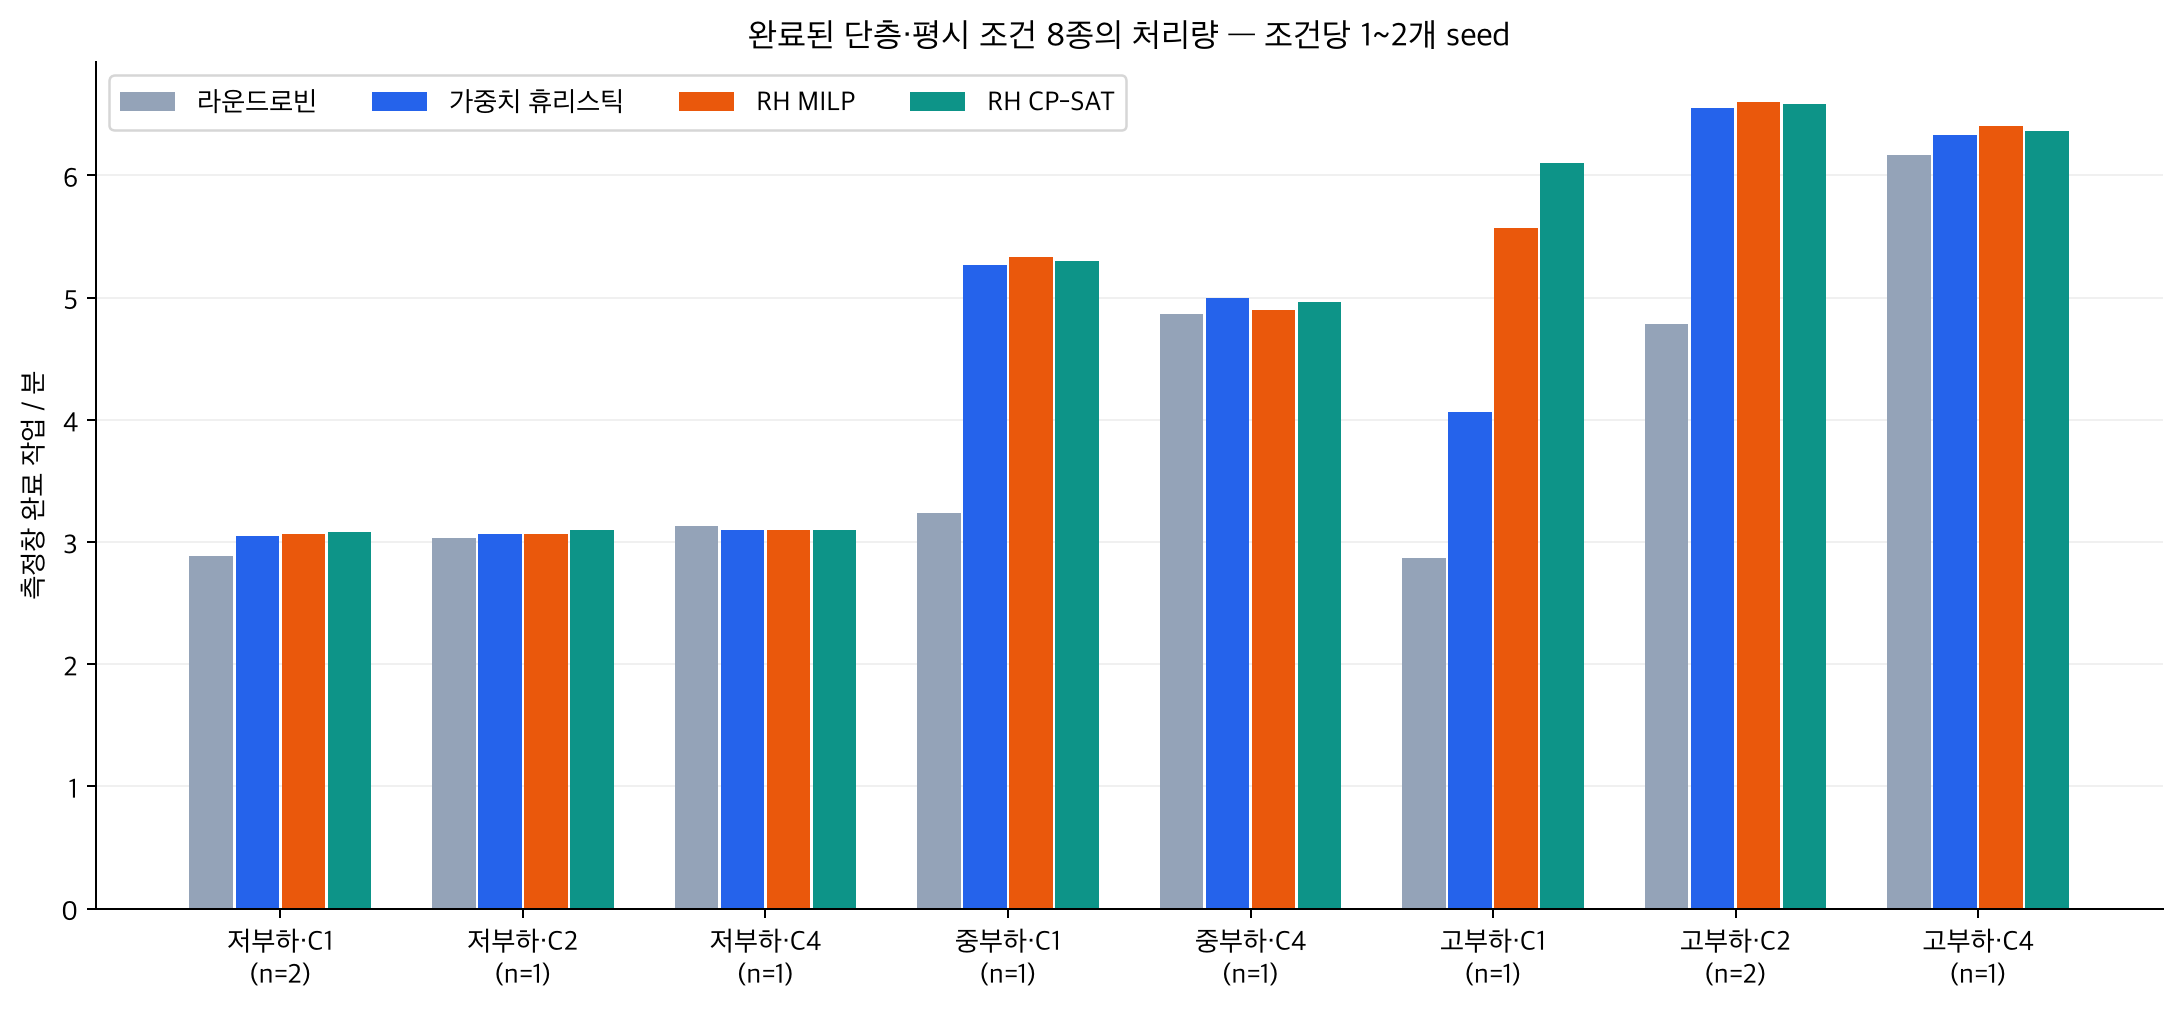 완료된 단층·평시 조건 8종의 처리량 — 조건당 1~2개 seed
라운드로빈
가중치 휴리스틱
RH MILP
RH CP-SAT
측정창 완료 작업 / 분
6
5
4
3
2
1
0
저부하·C1
(n=2)
저부하·C2
(n=1)
저부하·C4
(n=1)
중부하·C1
(n=1)
중부하·C4
(n=1)
고부하·C1
(n=1)
고부하·C2
(n=2)
고부하·C4
(n=1)